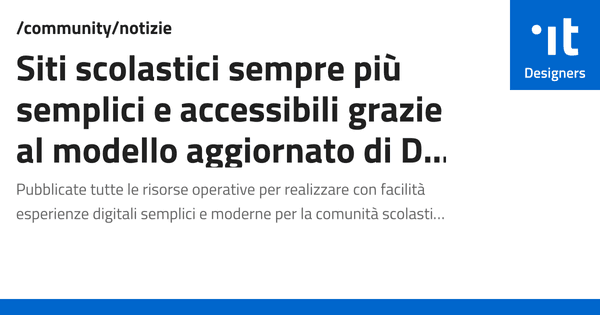 /community/notizie
Siti scolastici sempre più
semplici e accessibili grazie
al modello aggiornato di D...
Pubblicate tutte le risorse operative per realizzare con facilità
esperienze digitali semplici e moderne per la comunità scolasti...
.it
Designers